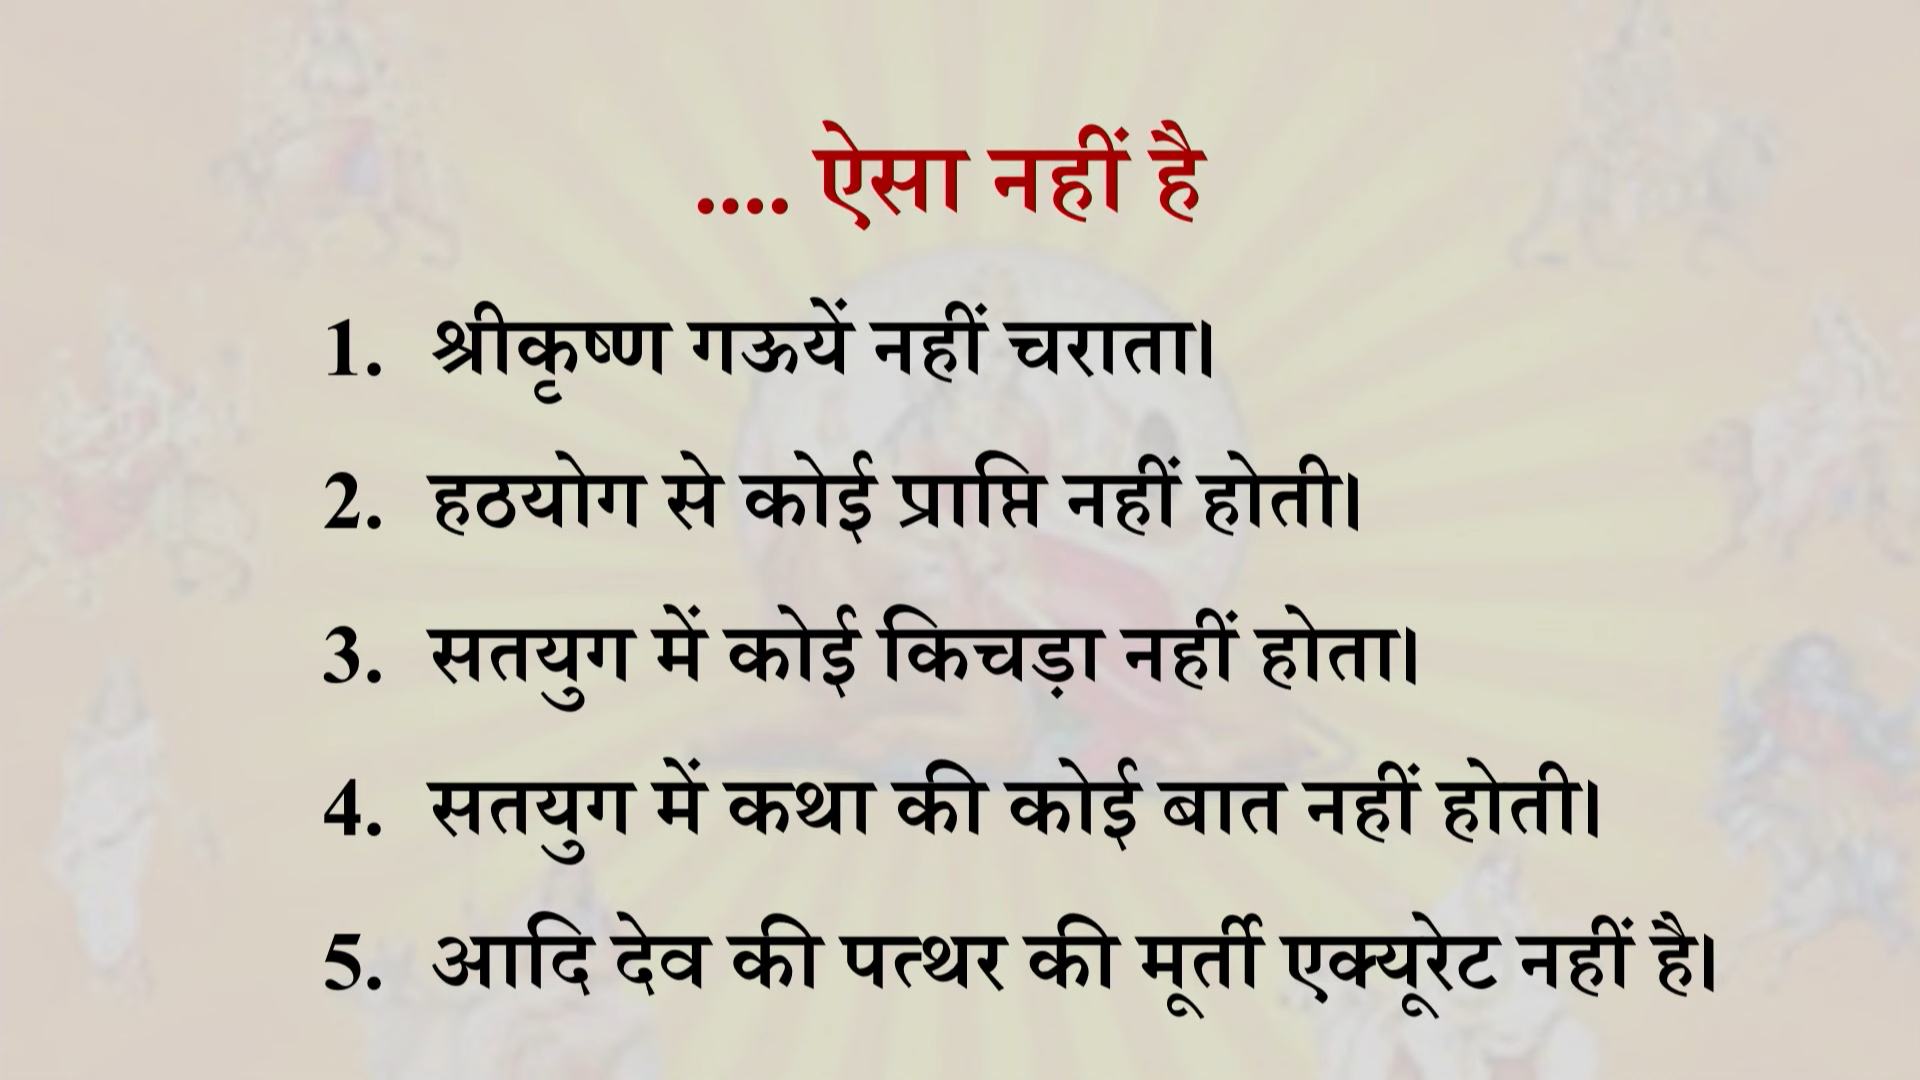 .... ऐसा नहीं है
1. श्रीकृष्ण गऊयें नहीं चराता।
2. हठयोग से कोई प्राप्ति नहीं होती।
3. सतयुग में कोई किचड़ा नहीं होता।
4. सतयुग में कथा की कोई बात नहीं होती।
5. आदि देव की पत्थर की मूर्ती एक्यूरेट नहीं है।